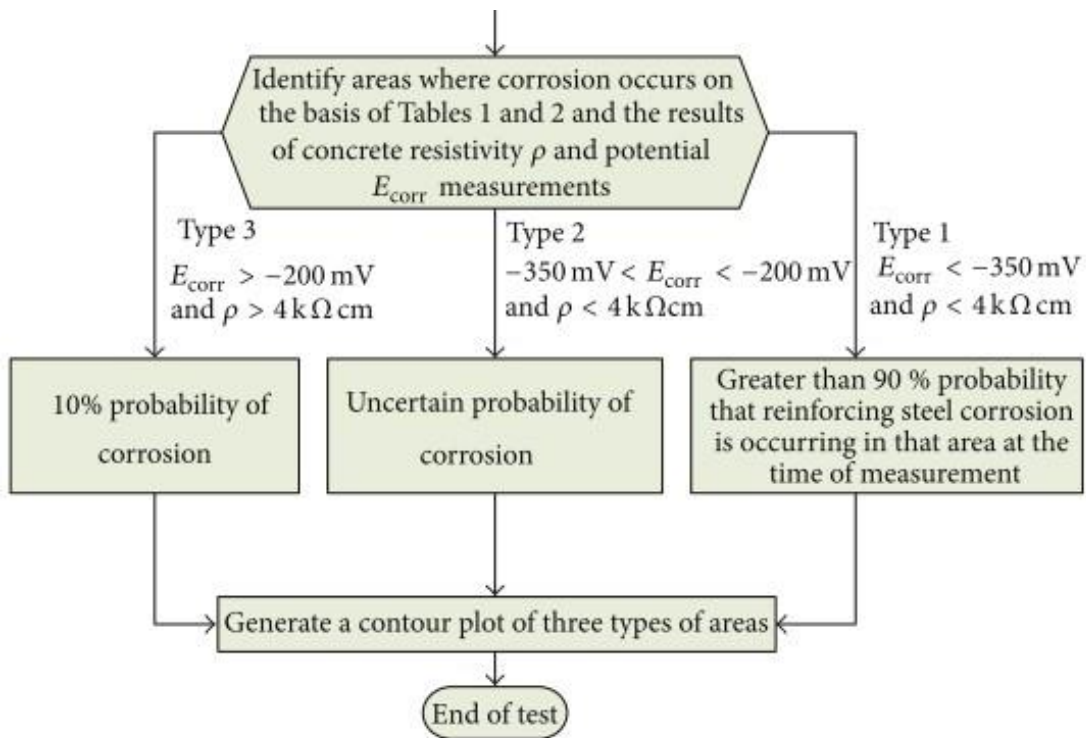 Identify areas where corrosion occurs on
the basis of Tables 1 and 2 and the results
of concrete resistivity ρ and potential
E_corr measurements
Type 3
E_corr > −200 mV
and ρ > 4 k Ω cm
Type 2
−350 mV < E_corr < −200 mV
and ρ < 4 k Ωcm
Type 1
E_corr < −350 mV
and ρ < 4 k Ω cm
10% probability of
corrosion
Uncertain probability of
corrosion
Greater than 90 % probability
that reinforcing steel corrosion
is occurring in that area at the
time of measurement
Generate a contour plot of three types of areas
End of test